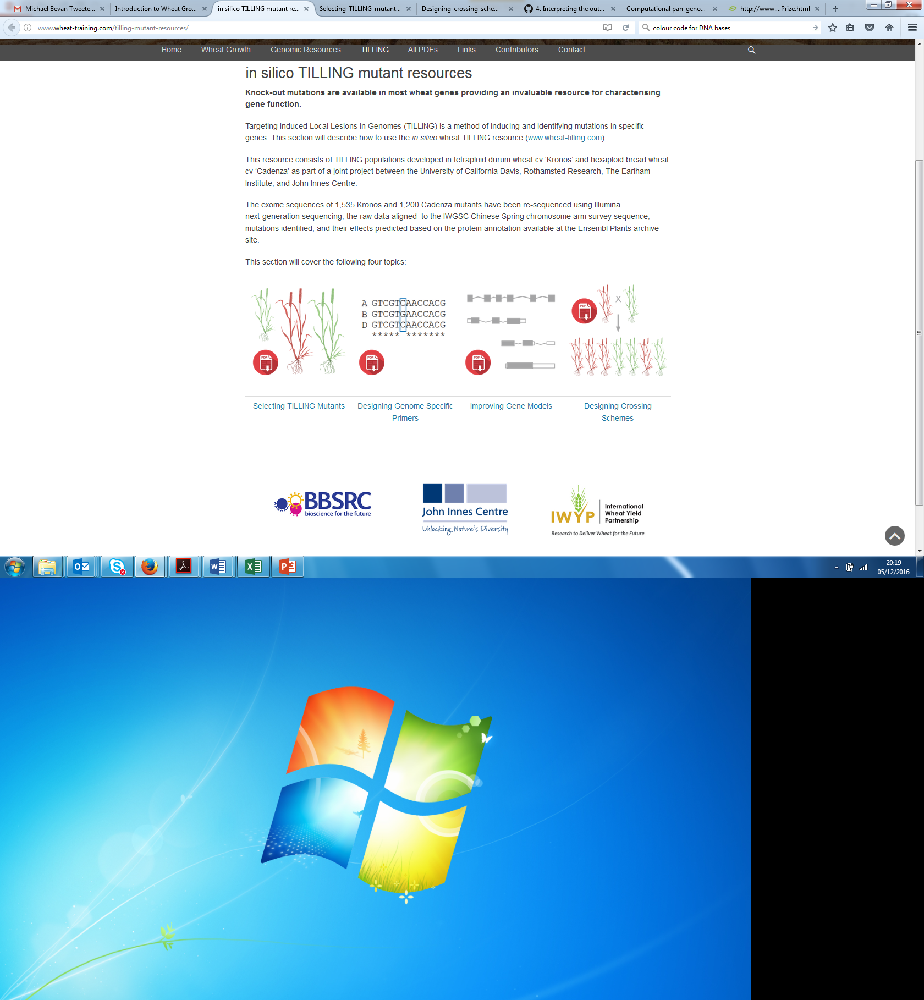 Michael Bevan Tweete...
Introduction to Wheat Gro...
in silico TILLING mutant re...
Selecting-TILLING-mutant...
Designing-crossing-sche...
4. Interpreting the out...
Computational pan-geno...
http://www....Prize.html
www.wheat-training.com/tilling-mutant-resources/
colour code for DNA bases
Home Wheat Growth Genomic Resources TILLING All PDFs Links Contributors Contact
in silico TILLING mutant resources
Knock-out mutations are available in most wheat genes providing an invaluable resource for characterising
gene function.
Targeting Induced Local Lesions In Genomes (TILLING) is a method of inducing and identifying mutations in specific
genes. This section will describe how to use the in silico wheat TILLING resource (www.wheat-tilling.com).
This resource consists of TILLING populations developed in tetraploid durum wheat cv ‘Kronos’ and hexaploid bread wheat
cv ‘Cadenza’ as part of a joint project between the University of California Davis, Rothamsted Research, The Earlham
Institute, and John Innes Centre.
The exome sequences of 1,535 Kronos and 1,200 Cadenza mutants have been re-sequenced using Illumina
next-generation sequencing, the raw data aligned  to the IWGSC Chinese Spring chromosome arm survey sequence,
mutations identified, and their effects predicted based on the protein annotation available at the Ensembl Plants archive
site.
This section will cover the following four topics:
A GTCGTCAACCACG
B GTCGTGAACCACG
D GTCGTCAACCACG
***** *******
X
PDF
PDF
PDF
PDF
Selecting TILLING Mutants
Designing Genome Specific
Primers
Improving Gene Models
Designing Crossing
Schemes
BBSRC
bioscience for the future
John Innes Centre
Unlocking Nature's Diversity
IWYP
International
Wheat Yield
Partnership
Research to Deliver Wheat for the Future
20:19
05/12/2016